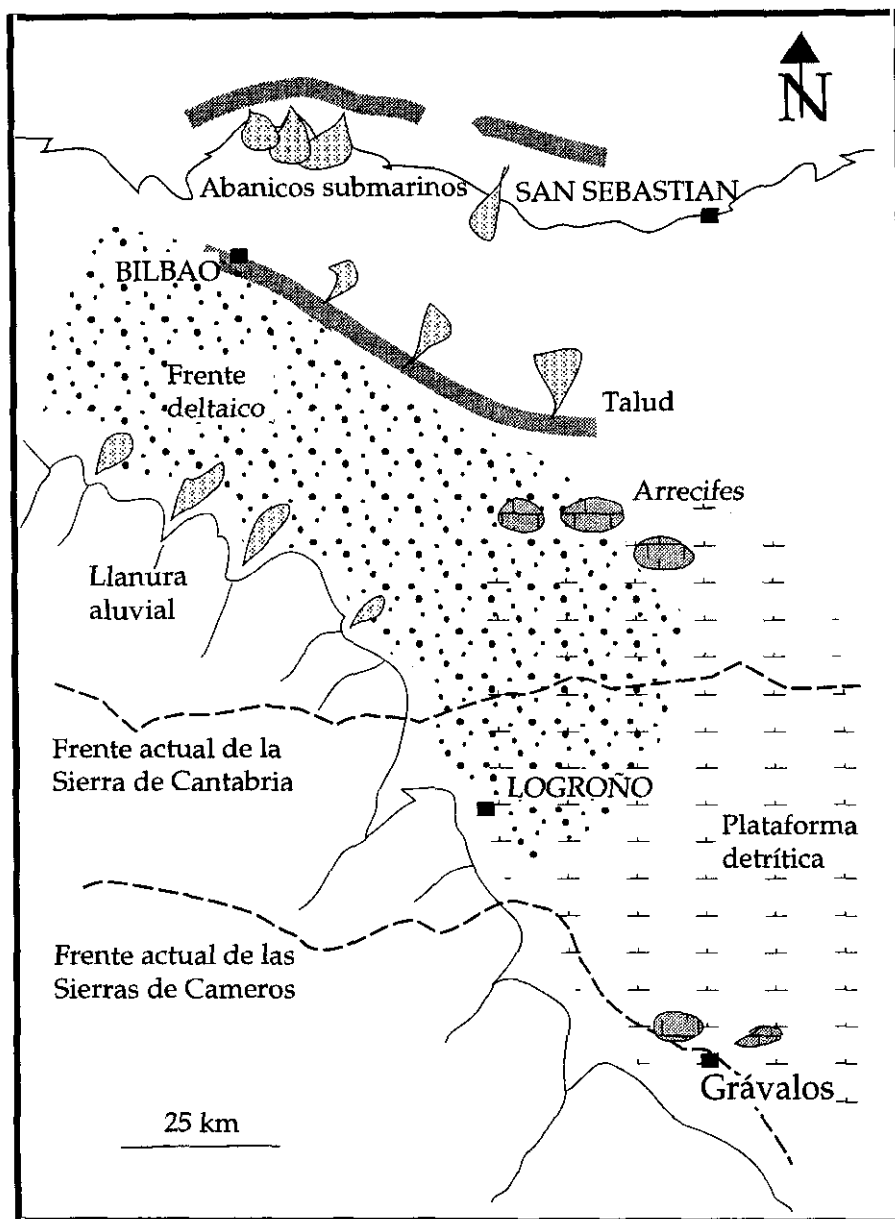 N
Abanicos submarinos
SAN SEBASTIAN
BILBAO
Frente
deltaico
Talud
Arrecifes
Llanura
aluvial
Frente actual de la
Sierra de Cantabria
LOGROÑO
Plataforma
detrítica
Frente actual de las
Sierras de Cameros
Grávalos
25 km